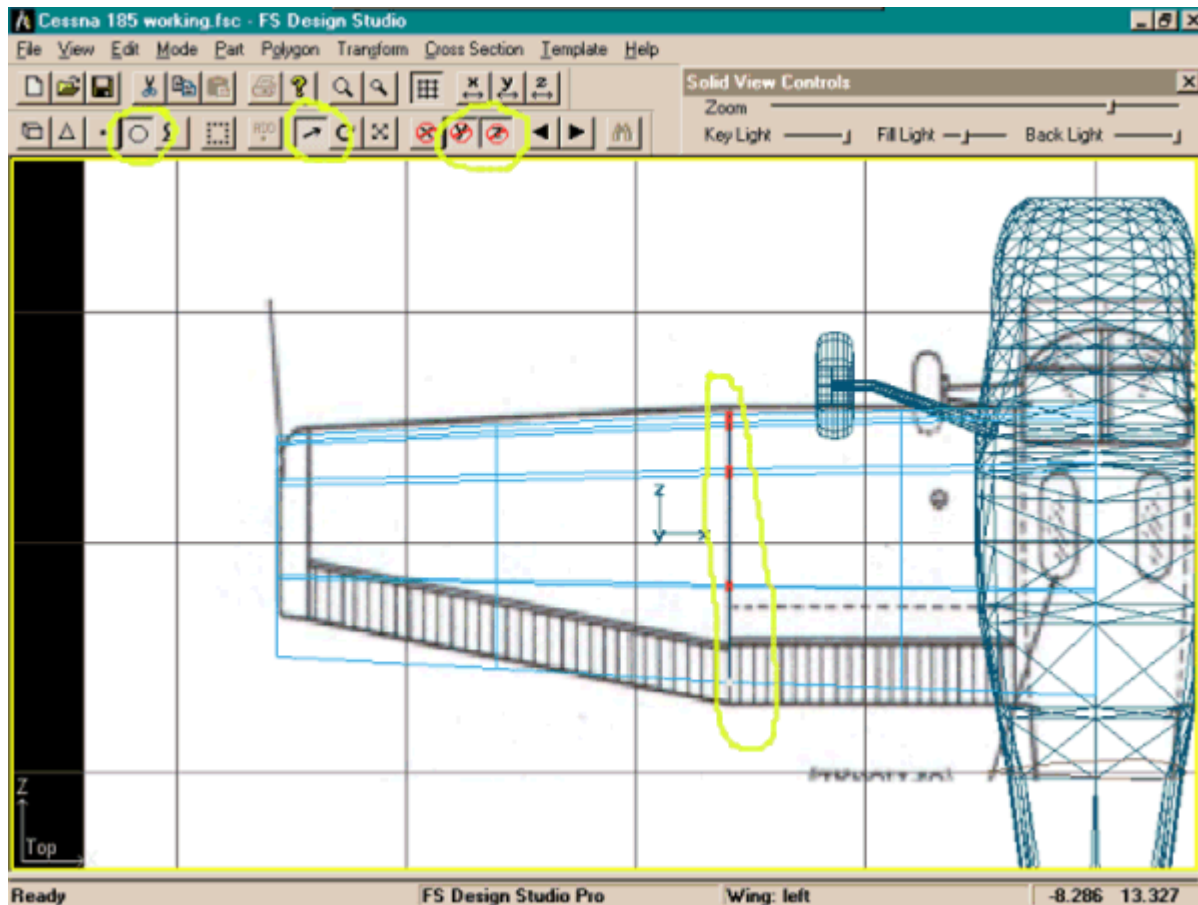 Cessna 185 working.fsc - FS Design Studio
File View Edit Mode Part Polygon Transform Cross Section Template Help
x y z
Solid View Controls
Zoom
Key Light Fill Light Back Light
ADD
x y z
z
y x
Z
Top
Ready FS Design Studio Pro Wing: left -8.286 13.327